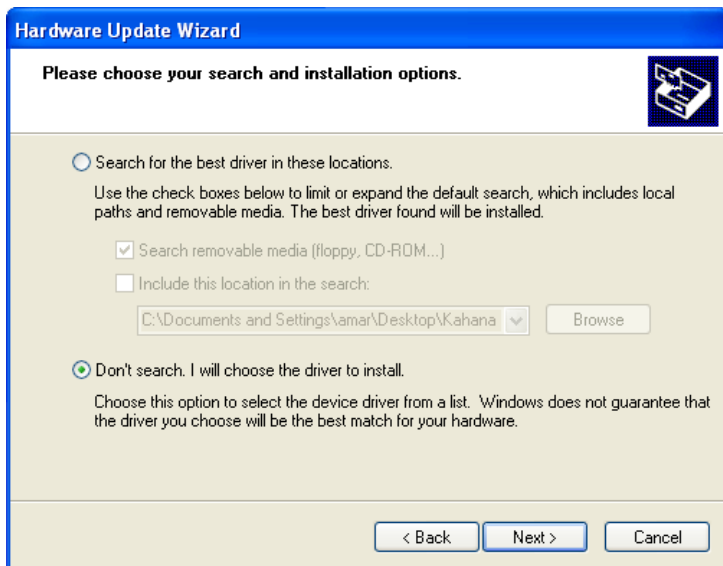 Hardware Update Wizard
Please choose your search and installation options.
Search for the best driver in these locations.
Use the check boxes below to limit or expand the default search, which includes local
paths and removable media. The best driver found will be installed.
Search removable media (floppy, CD-ROM...)
Include this location in the search:
C:\Documents and Settings\amar\Desktop\Kahana
Browse
Don't search. I will choose the driver to install.
Choose this option to select the device driver from a list.  Windows does not guarantee that
the driver you choose will be the best match for your hardware.
< Back
Next >
Cancel